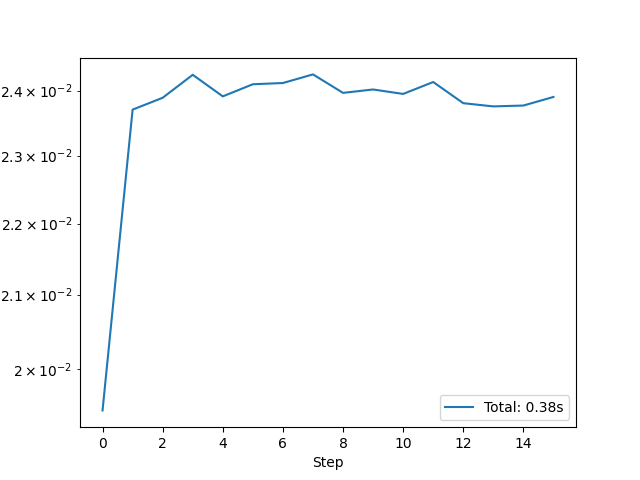 2.4 × 10⁻²
2.3 × 10⁻²
2.2 × 10⁻²
2.1 × 10⁻²
2 × 10⁻²
Total: 0.38s
0 2 4 6 8 10 12 14
Step